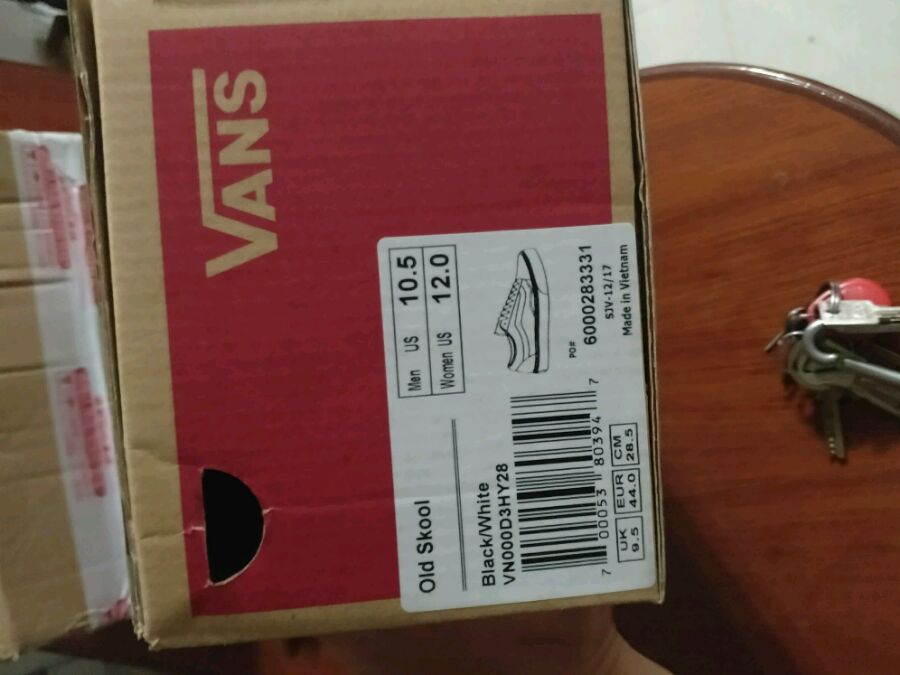 VANS
Old Skool
Men US 10.5
Women US 12.0
Black/White
VN000D3HY28
7 00053 80394 7
PO#
6000283331
SJV-12/17
Made in Vietnam
UK EUR CM
9.5 44.0 28.5